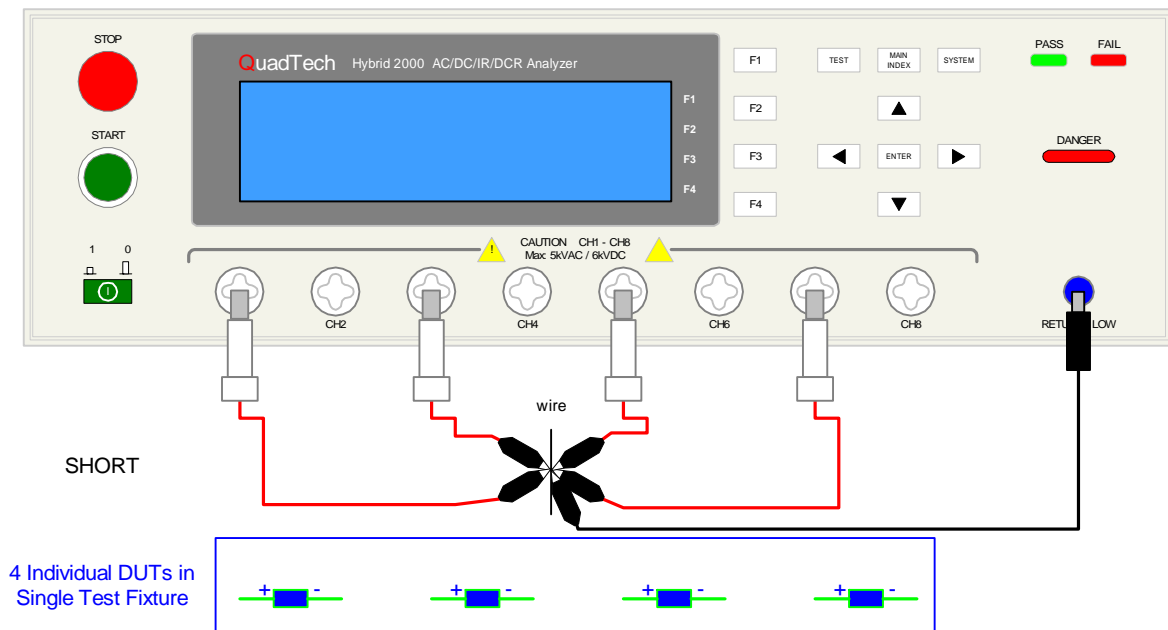 STOP
START
1 0
QuadTech Hybrid 2000 AC/DC/IR/DCR Analyzer
F1
F2
F3
F4
F1
F2
F3
F4
TEST
MAIN
INDEX
SYSTEM
ENTER
PASS FAIL
DANGER
! CAUTION CH1 - CH8
Max: 5kVAC / 6kVDC
CH2
CH4
CH6
CH8
LOW
wire
SHORT
4 Individual DUTs in
Single Test Fixture
+ - + - + - + -